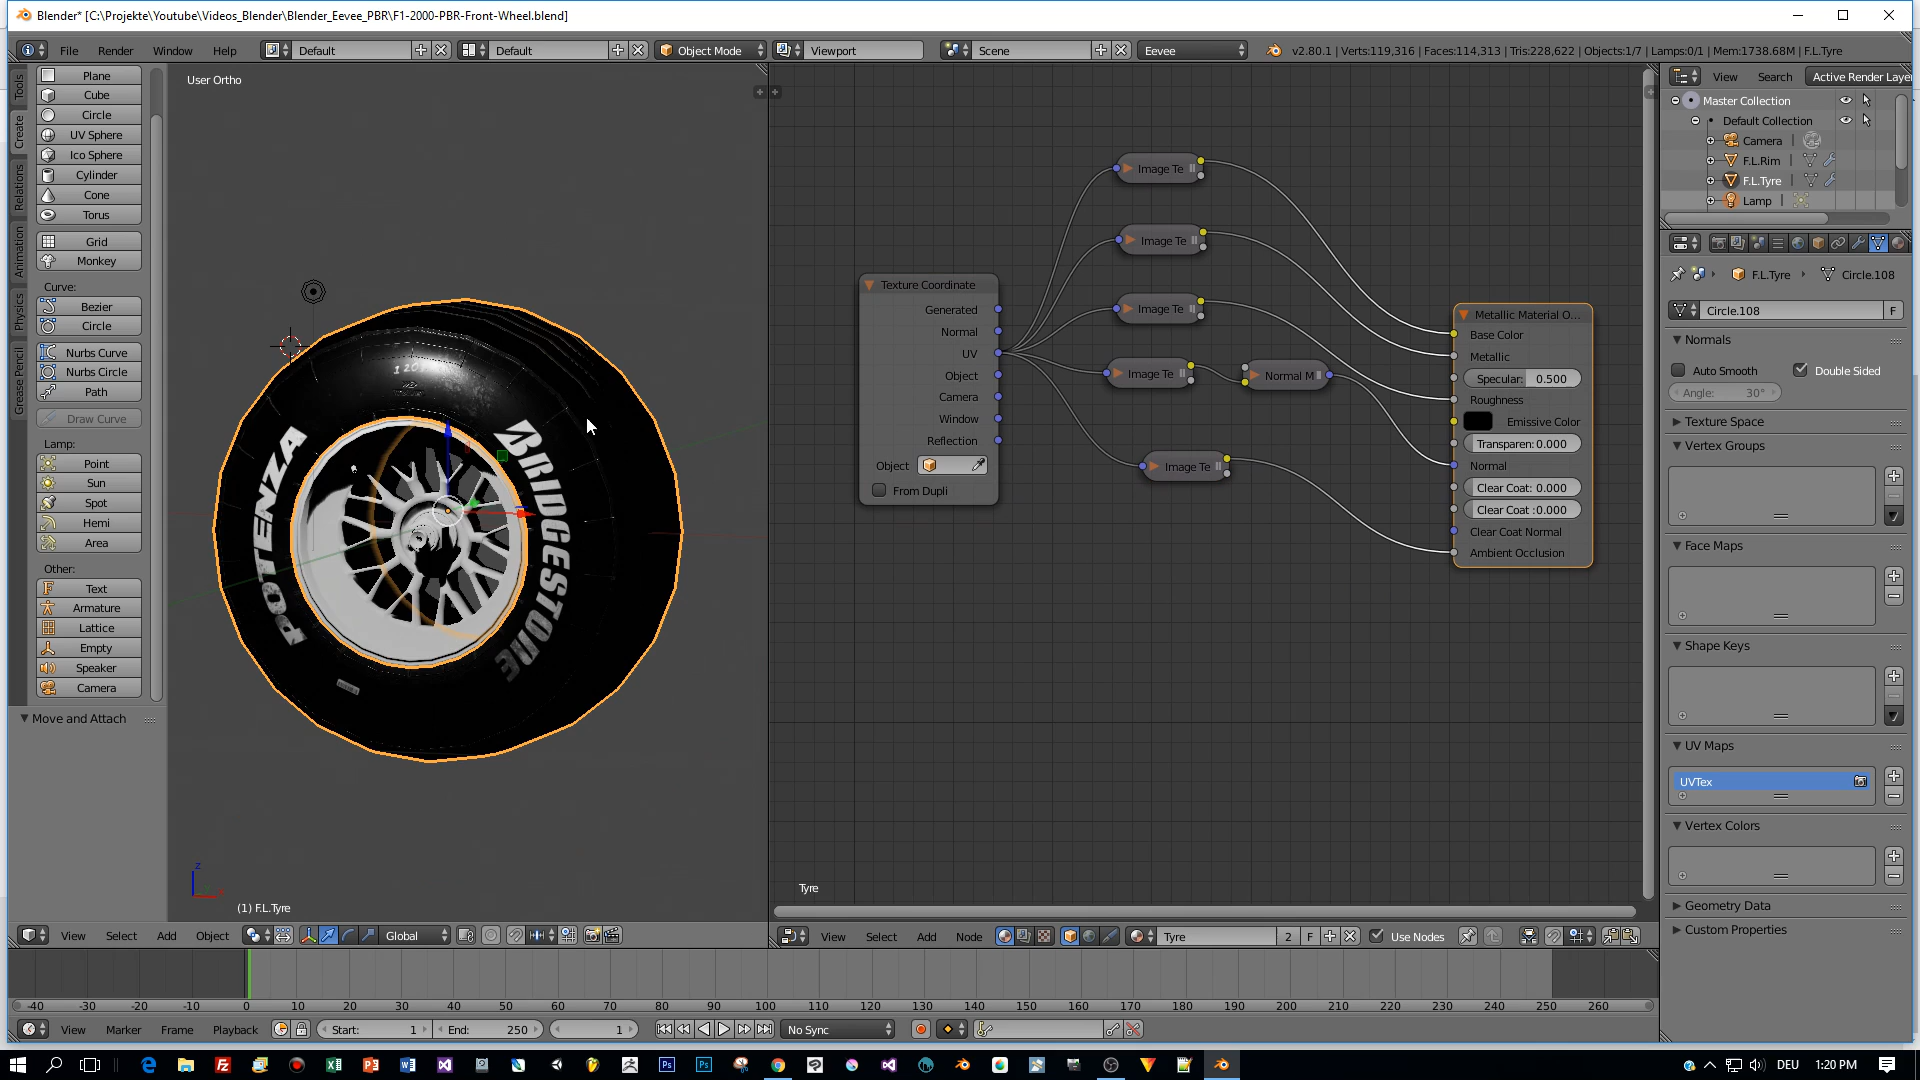 Blender* [C:\Projekte\Youtube\Videos_Blender\Blender_Eevee_PBR\F1-2000-PBR-Front-Wheel.blend]
File Render Window Help Default Default Object Mode Viewport Scene Eevee v2.80.1 | Verts:119,316 | Faces:114,313 | Tris:228,622 | Objects:1/7 | Lamps:0/1 | Mem:1738.68M | F.L.Tyre
Tools
Create
Relations
Animation
Physics
Grease Pencil
Plane
Cube
Circle
UV Sphere
Ico Sphere
Cylinder
Cone
Torus
Grid
Monkey
Curve:
Bezier
Circle
Nurbs Curve
Nurbs Circle
Path
Draw Curve
Lamp:
Point
Sun
Spot
Hemi
Area
Other:
Text
Armature
Lattice
Empty
Speaker
Camera
Move and Attach
User Ortho
POTENZA
BRIDGESTONE
(1) F.L.Tyre
View Select Add Object Global
Texture Coordinate
Generated
Normal
UV
Object
Camera
Window
Reflection
Object
From Dupli
Image Te
Image Te
Image Te
Image Te
Normal M
Image Te
Metallic Material O...
Base Color
Metallic
Specular: 0.500
Roughness
Emissive Color
Transparen: 0.000
Normal
Clear Coat: 0.000
Clear Coat : 0.000
Clear Coat Normal
Ambient Occlusion
Tyre
View Select Add Node Tyre 2 F Use Nodes
View Search Active Render Laye
Master Collection
Default Collection
Camera
F.L.Rim
F.L.Tyre
Lamp
F.L.Tyre Circle.108
Circle.108 F
Normals
Auto Smooth Double Sided
Angle: 30°
Texture Space
Vertex Groups
Face Maps
Shape Keys
UV Maps
UVTex
Vertex Colors
Geometry Data
Custom Properties
-40 -30 -20 -10 0 10 20 30 40 50 60 70 80 90 100 110 120 130 140 150 160 170 180 190 200 210 220 230 240 250 260
View Marker Frame Playback Start: 1 End: 250 1 No Sync
DEU 1:20 PM